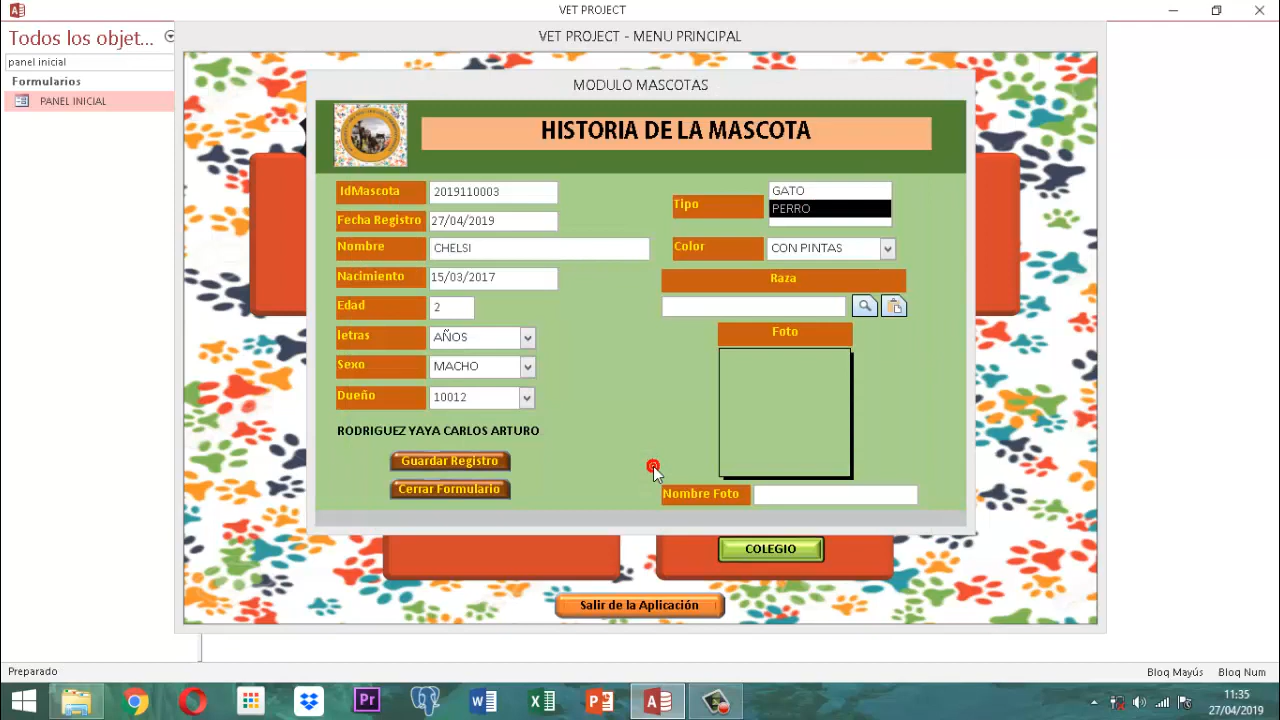 VET PROJECT
Todos los objet...
panel inicial
Formularios
PANEL INICIAL
VET PROJECT - MENU PRINCIPAL
MODULO MASCOTAS
HISTORIA DE LA MASCOTA
IdMascota 2019110003
Fecha Registro 27/04/2019
Nombre CHELSI
Nacimiento 15/03/2017
Edad 2
letras AÑOS
Sexo MACHO
Dueño 10012
RODRIGUEZ YAYA CARLOS ARTURO
Guardar Registro
Cerrar Formulario
Tipo GATO
PERRO
Color CON PINTAS
Raza
Foto
Nombre Foto
COLEGIO
Salir de la Aplicación
Preparado
Bloq Mayús Bloq Num
Pr
11:35
27/04/2019